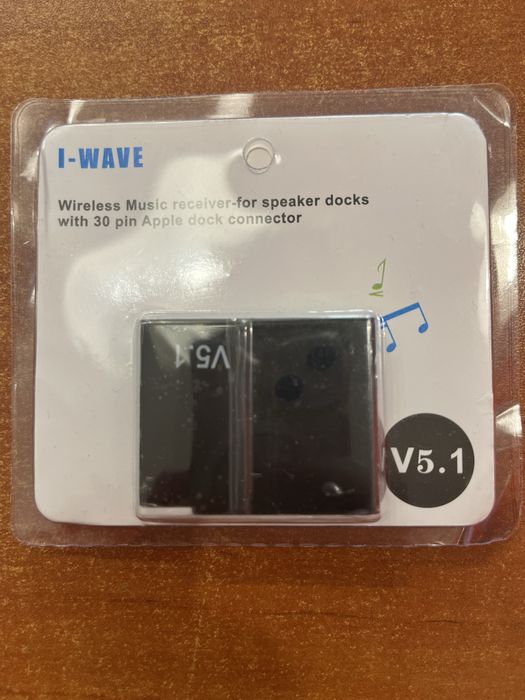 I-WAVE
Wireless Music receiver-for speaker docks
with 30 pin Apple dock connector
V5.1
V5.1